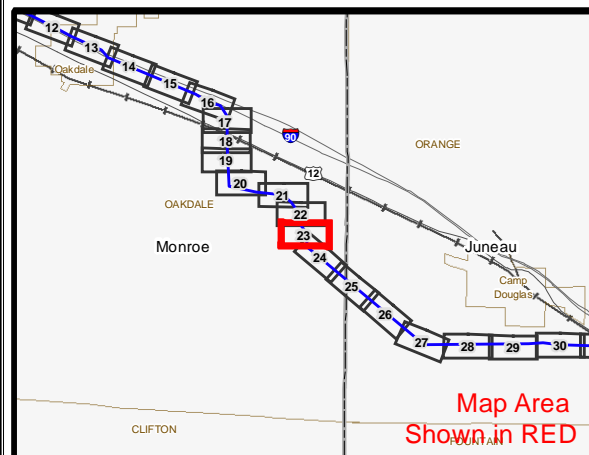 12
13
14
15
16
Oakdale
17
90
18
ORANGE
19
12
20
21
OAKDALE
22
23
Monroe
Juneau
24
25
Camp
Douglas
26
27
28
29
30
Map Area
Shown in RED
CLIFTON
FOUNTAIN